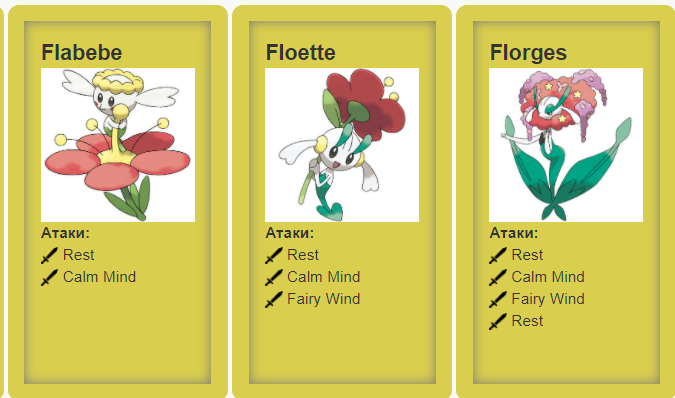 Flabebe
Атаки:
Rest
Calm Mind
Floette
Атаки:
Rest
Calm Mind
Fairy Wind
Florges
Атаки:
Rest
Calm Mind
Fairy Wind
Rest